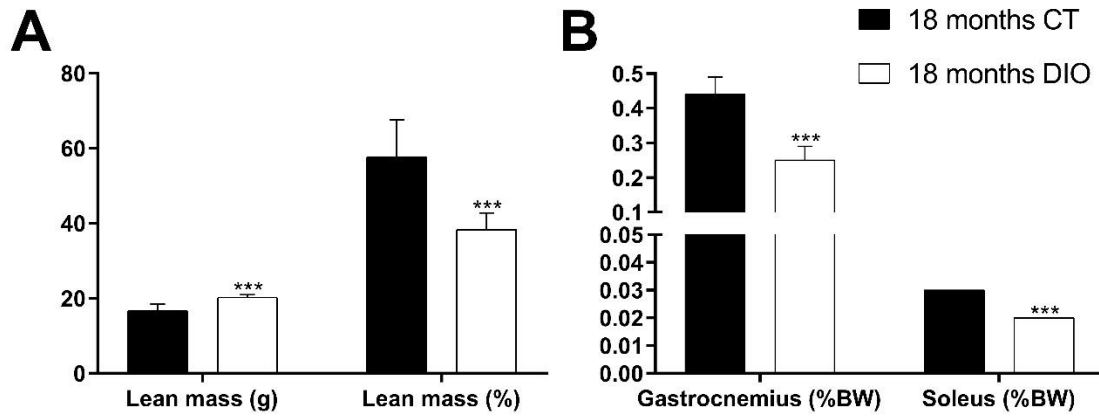 A
80
60
40
20
0
***
***
Lean mass (g)
Lean mass (%)
B
18 months CT
18 months DIO
0.5
0.4
0.3
0.2
0.1
0.05
0.04
0.03
0.02
0.01
0.00
***
***
Gastrocnemius (%BW)
Soleus (%BW)